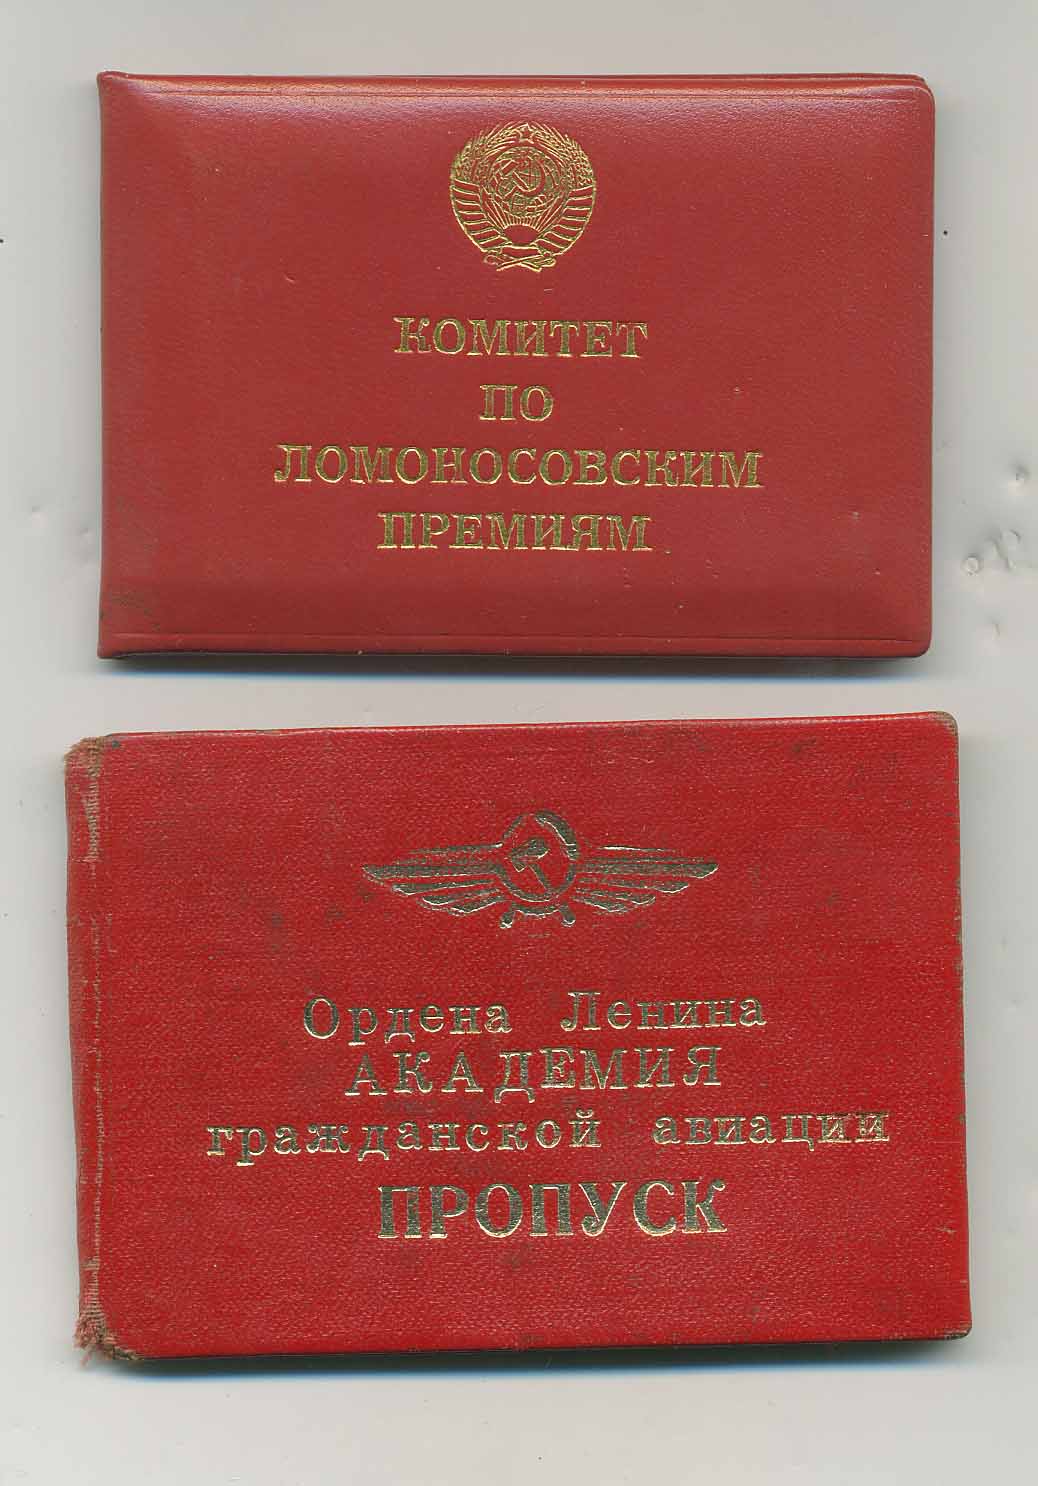 КОМИТЕТ
ПО
ЛОМОНОСОВСКИМ
ПРЕМИЯМ
Ордена Ленина
АКАДЕМИЯ
гражданской авиации
ПРОПУСК